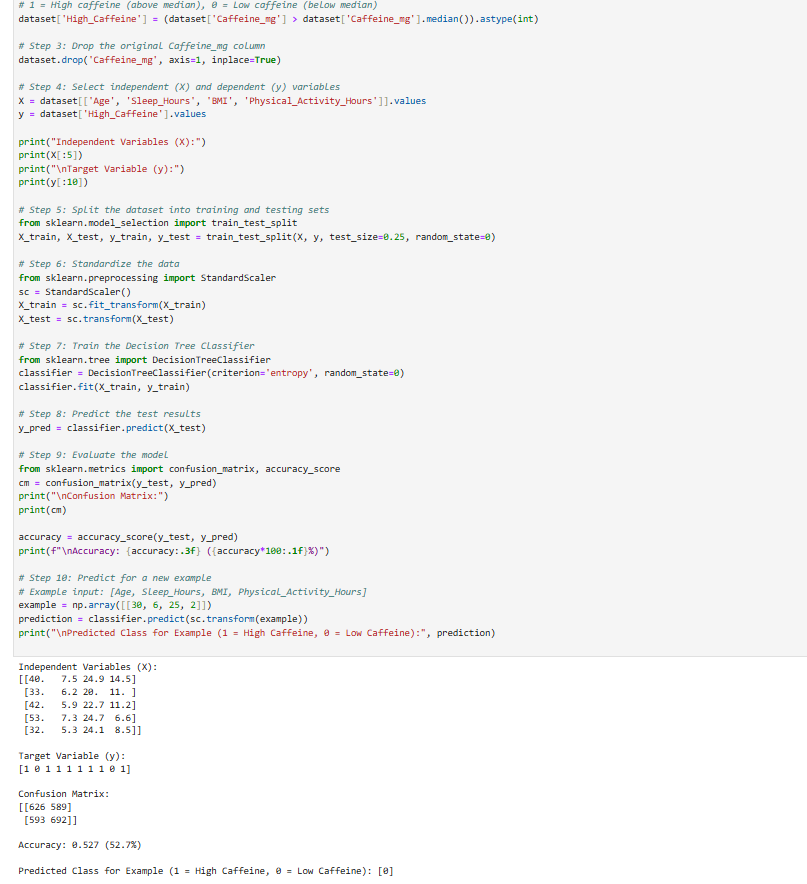 # 1 = High caffeine (above median), 0 = Low caffeine (below median)
dataset['High_Caffeine'] = (dataset['Caffeine_mg'] > dataset['Caffeine_mg'].median()).astype(int)
# Step 3: Drop the original Caffeine_mg column
dataset.drop('Caffeine_mg', axis=1, inplace=True)
# Step 4: Select independent (X) and dependent (y) variables
X = dataset[['Age', 'Sleep_Hours', 'BMI', 'Physical_Activity_Hours']].values
y = dataset['High_Caffeine'].values
print("Independent Variables (X):")
print(X[:5])
print("\nTarget Variable (y):")
print(y[:10])
# Step 5: Split the dataset into training and testing sets
from sklearn.model_selection import train_test_split
X_train, X_test, y_train, y_test = train_test_split(X, y, test_size=0.25, random_state=0)
# Step 6: Standardize the data
from sklearn.preprocessing import StandardScaler
sc = StandardScaler()
X_train = sc.fit_transform(X_train)
X_test = sc.transform(X_test)
# Step 7: Train the Decision Tree Classifier
from sklearn.tree import DecisionTreeClassifier
classifier = DecisionTreeClassifier(criterion='entropy', random_state=0)
classifier.fit(X_train, y_train)
# Step 8: Predict the test results
y_pred = classifier.predict(X_test)
# Step 9: Evaluate the model
from sklearn.metrics import confusion_matrix, accuracy_score
cm = confusion_matrix(y_test, y_pred)
print("\nConfusion Matrix:")
print(cm)
accuracy = accuracy_score(y_test, y_pred)
print(f"\nAccuracy: {accuracy:.3f} ({accuracy*100:.1f}%)")
# Step 10: Predict for a new example
# Example input: [Age, Sleep_Hours, BMI, Physical_Activity_Hours]
example = np.array([[30, 6, 25, 2]])
prediction = classifier.predict(sc.transform(example))
print("\nPredicted Class for Example (1 = High Caffeine, 0 = Low Caffeine):", prediction)
Independent Variables (X):
[[40.   7.5 24.9 14.5]
 [33.   6.2 20.  11. ]
 [42.   5.9 22.7 11.2]
 [53.   7.3 24.7  6.6]
 [32.   5.3 24.1  8.5]]
Target Variable (y):
[1 0 1 1 1 1 1 1 0 1]
Confusion Matrix:
[[626 589]
 [593 692]]
Accuracy: 0.527 (52.7%)
Predicted Class for Example (1 = High Caffeine, 0 = Low Caffeine): [0]